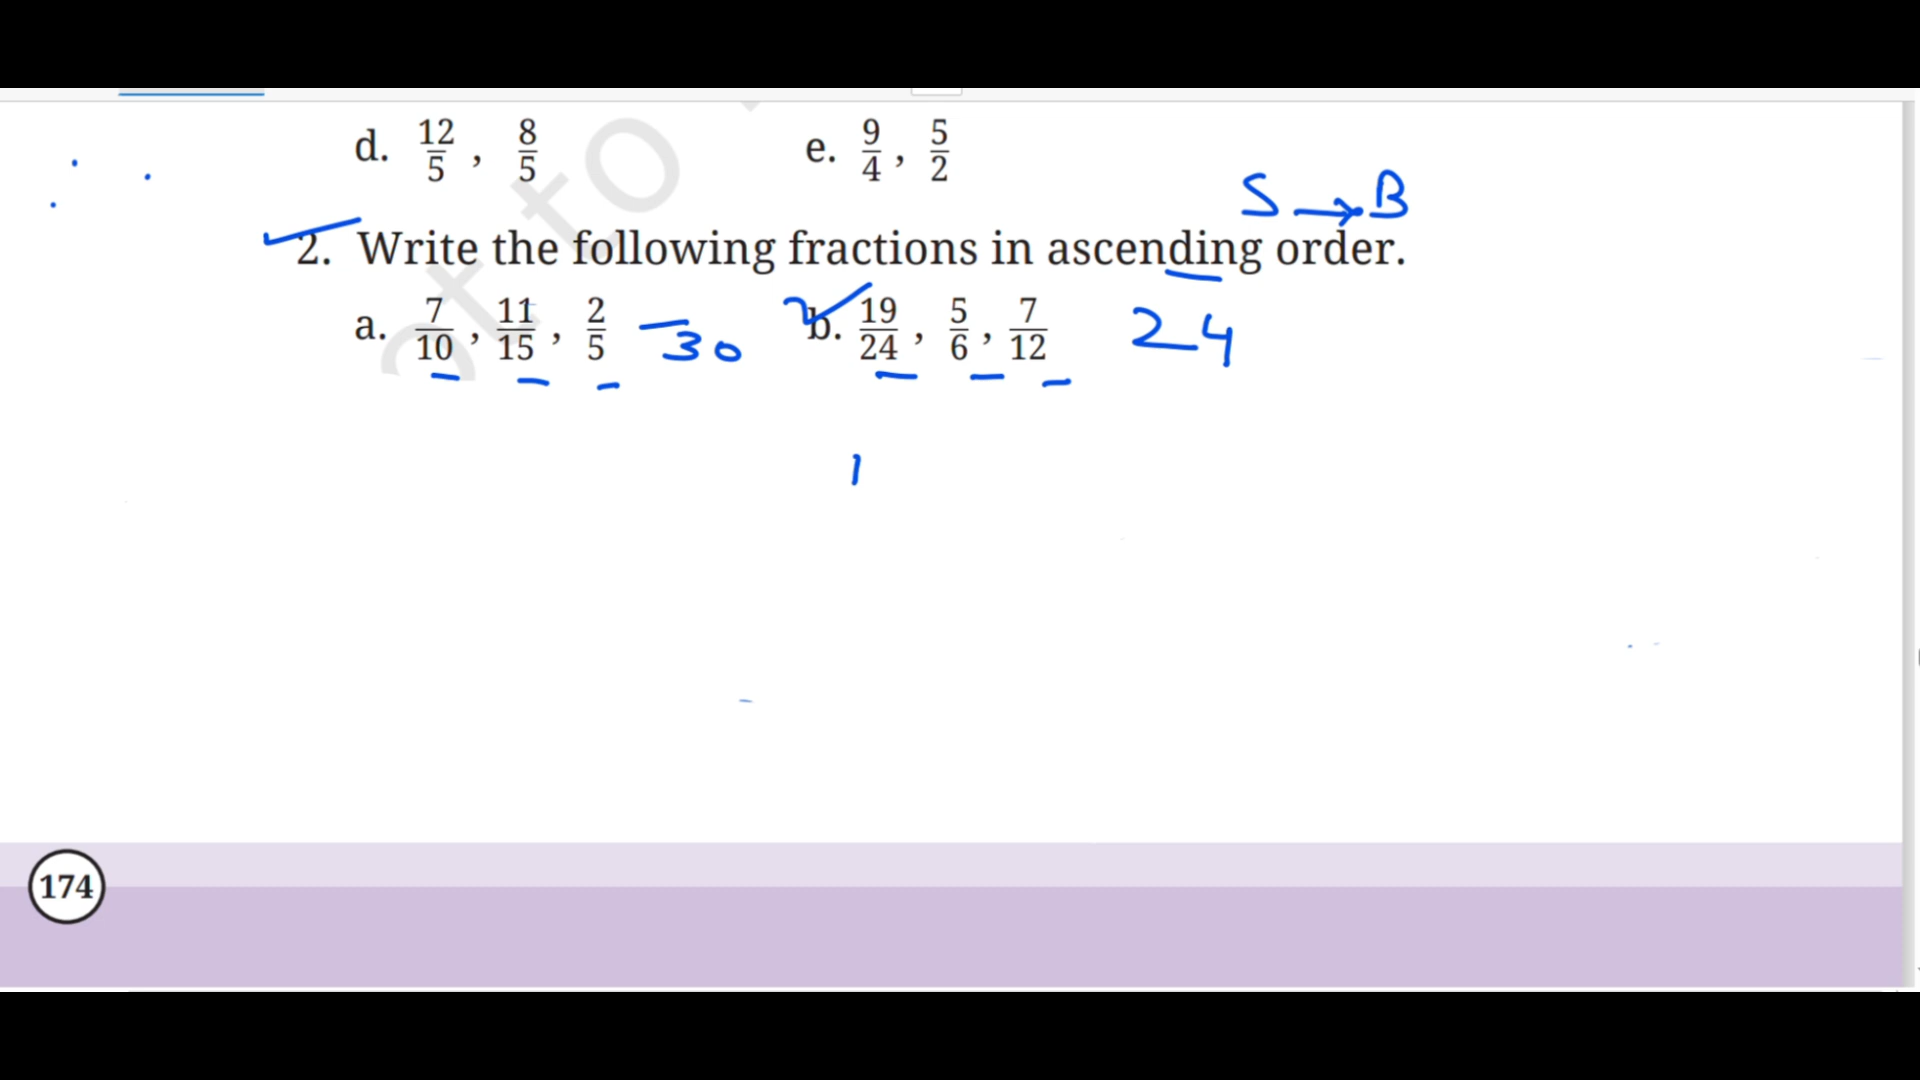 d. 12/5 , 8/5 e. 9/4 , 5/2
S → B
2. Write the following fractions in ascending order.
a. 7/10 , 11/15 , 2/5 30 b. 19/24 , 5/6 , 7/12 24
1
174